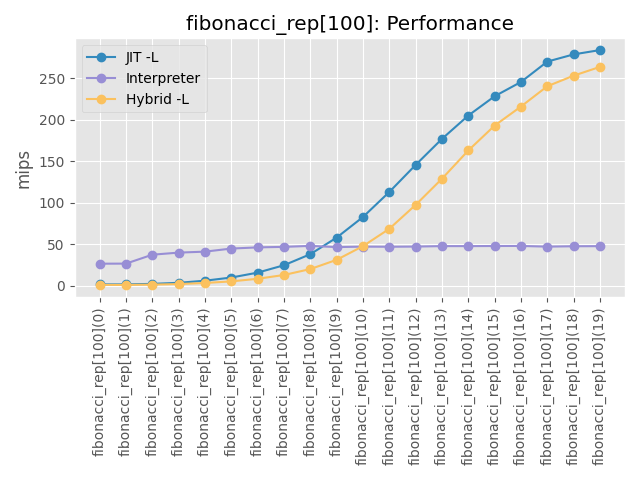 fibonacci_rep[100]: Performance
JIT -L
Interpreter
Hybrid -L
mips
250
200
150
100
50
0
fibonacci_rep[100](0)
fibonacci_rep[100](1)
fibonacci_rep[100](2)
fibonacci_rep[100](3)
fibonacci_rep[100](4)
fibonacci_rep[100](5)
fibonacci_rep[100](6)
fibonacci_rep[100](7)
fibonacci_rep[100](8)
fibonacci_rep[100](9)
fibonacci_rep[100](10)
fibonacci_rep[100](11)
fibonacci_rep[100](12)
fibonacci_rep[100](13)
fibonacci_rep[100](14)
fibonacci_rep[100](15)
fibonacci_rep[100](16)
fibonacci_rep[100](17)
fibonacci_rep[100](18)
fibonacci_rep[100](19)